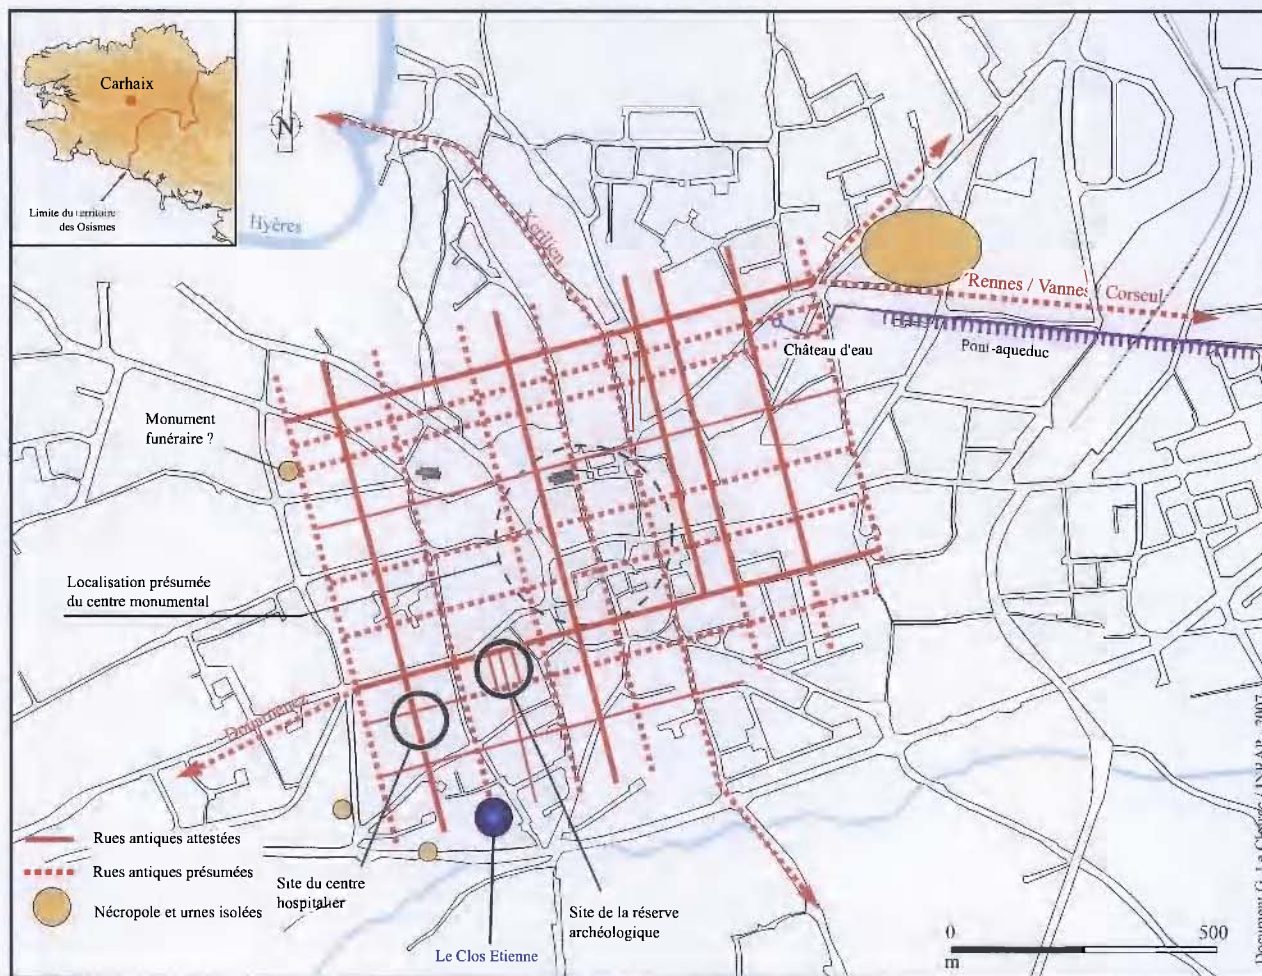 Carhaix
Limite du territoire
des Osismes
N
Hyères
Kerilien
Rennes / Vannes / Corseul
Château d'eau
Pont-aqueduc
Monument
funéraire ?
Localisation présumée
du centre monumental
Douarnenez
Rues antiques attestées
Rues antiques présumées
Nécropole et urnes isolées
Site du centre
hospitalier
Le Clos Etienne
Site de la réserve
archéologique
0
500
m
INRAP 2007